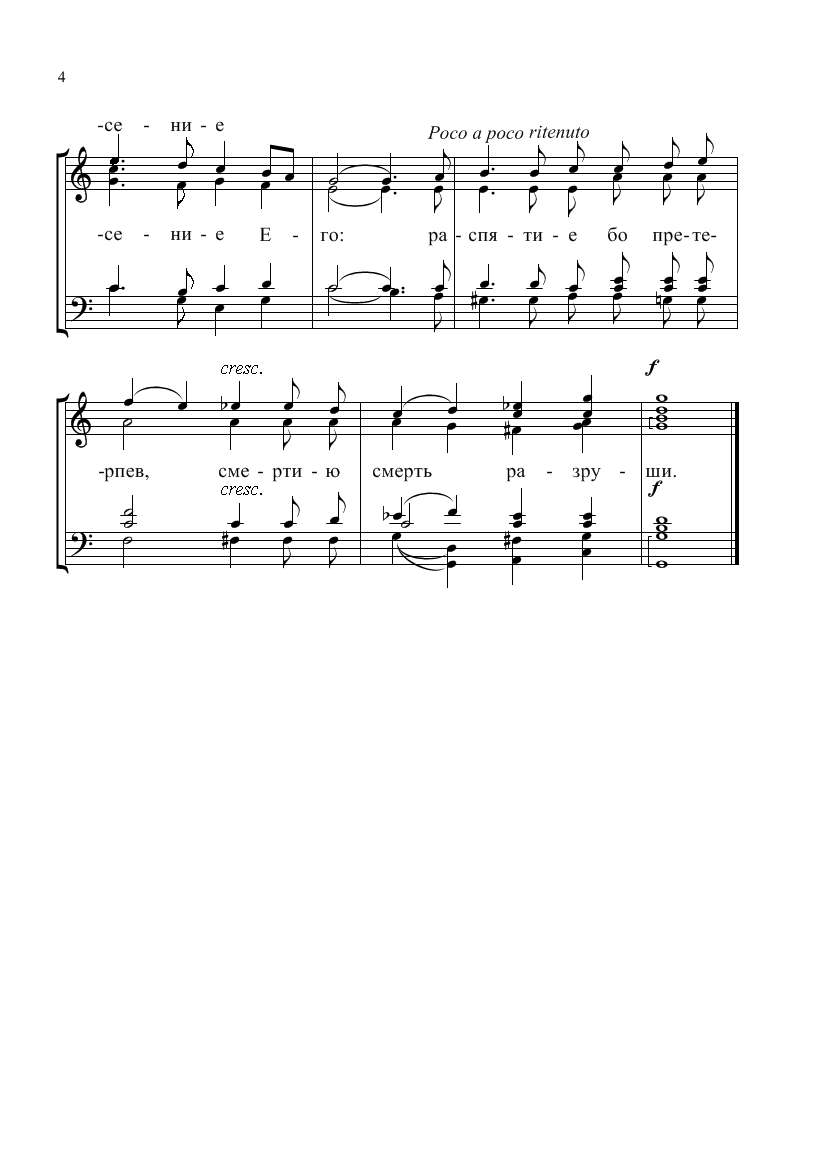 4
-се - ни - е
Poco a poco ritenuto
-се - ни - е Е - го: ра - спя - ти - е бо пре-те-
cresc.
f
-рпев, сме - рти - ю смерть ра - зру - ши.
cresc.
f